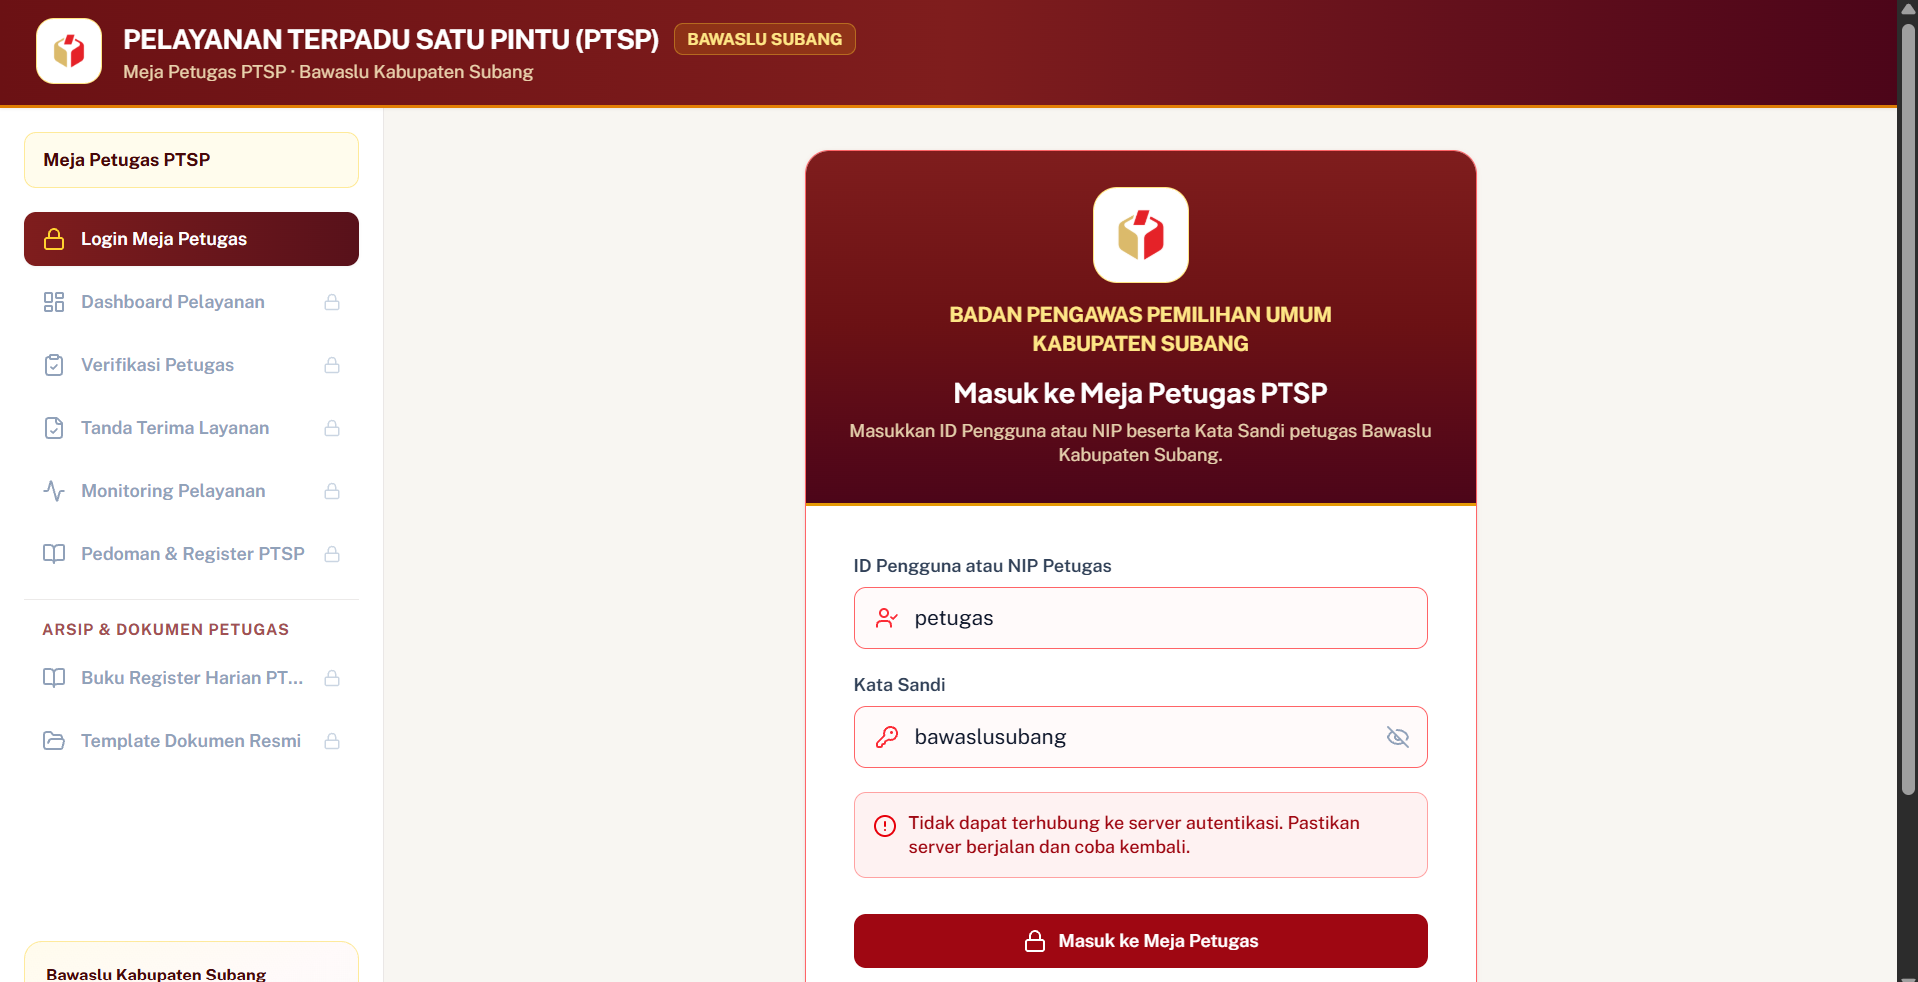 PELAYANAN TERPADU SATU PINTU (PTSP)
BAWASLU SUBANG
Meja Petugas PTSP · Bawaslu Kabupaten Subang
Meja Petugas PTSP
Login Meja Petugas
Dashboard Pelayanan
Verifikasi Petugas
Tanda Terima Layanan
Monitoring Pelayanan
Pedoman & Register PTSP
ARSIP & DOKUMEN PETUGAS
Buku Register Harian PT...
Template Dokumen Resmi
Bawaslu Kabupaten Subang
BADAN PENGAWAS PEMILIHAN UMUM
KABUPATEN SUBANG
Masuk ke Meja Petugas PTSP
Masukkan ID Pengguna atau NIP beserta Kata Sandi petugas Bawaslu
Kabupaten Subang.
ID Pengguna atau NIP Petugas
petugas
Kata Sandi
bawaslusubang
Tidak dapat terhubung ke server autentikasi. Pastikan
server berjalan dan coba kembali.
Masuk ke Meja Petugas